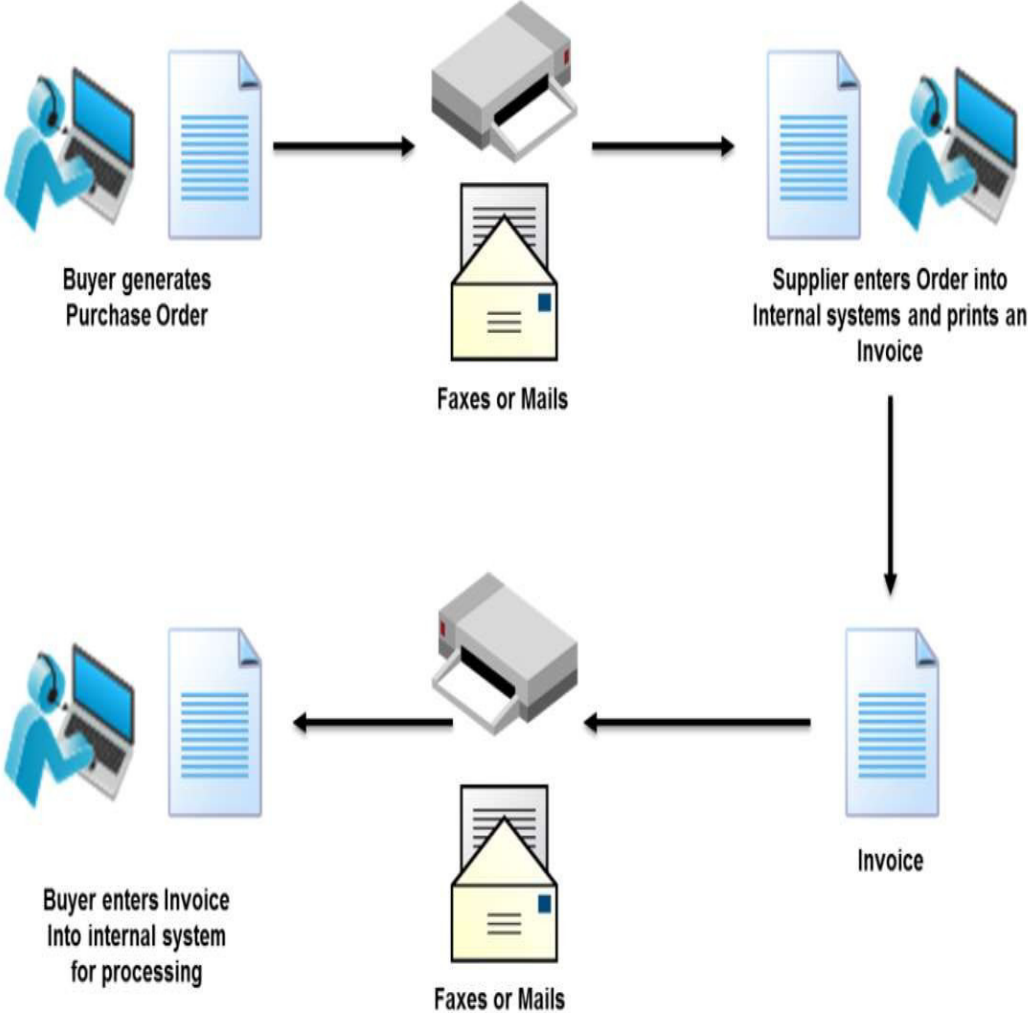 Buyer generates
Purchase Order
Faxes or Mails
Supplier enters Order into
Internal systems and prints an
Invoice
Invoice
Faxes or Mails
Buyer enters Invoice
Into internal system
for processing